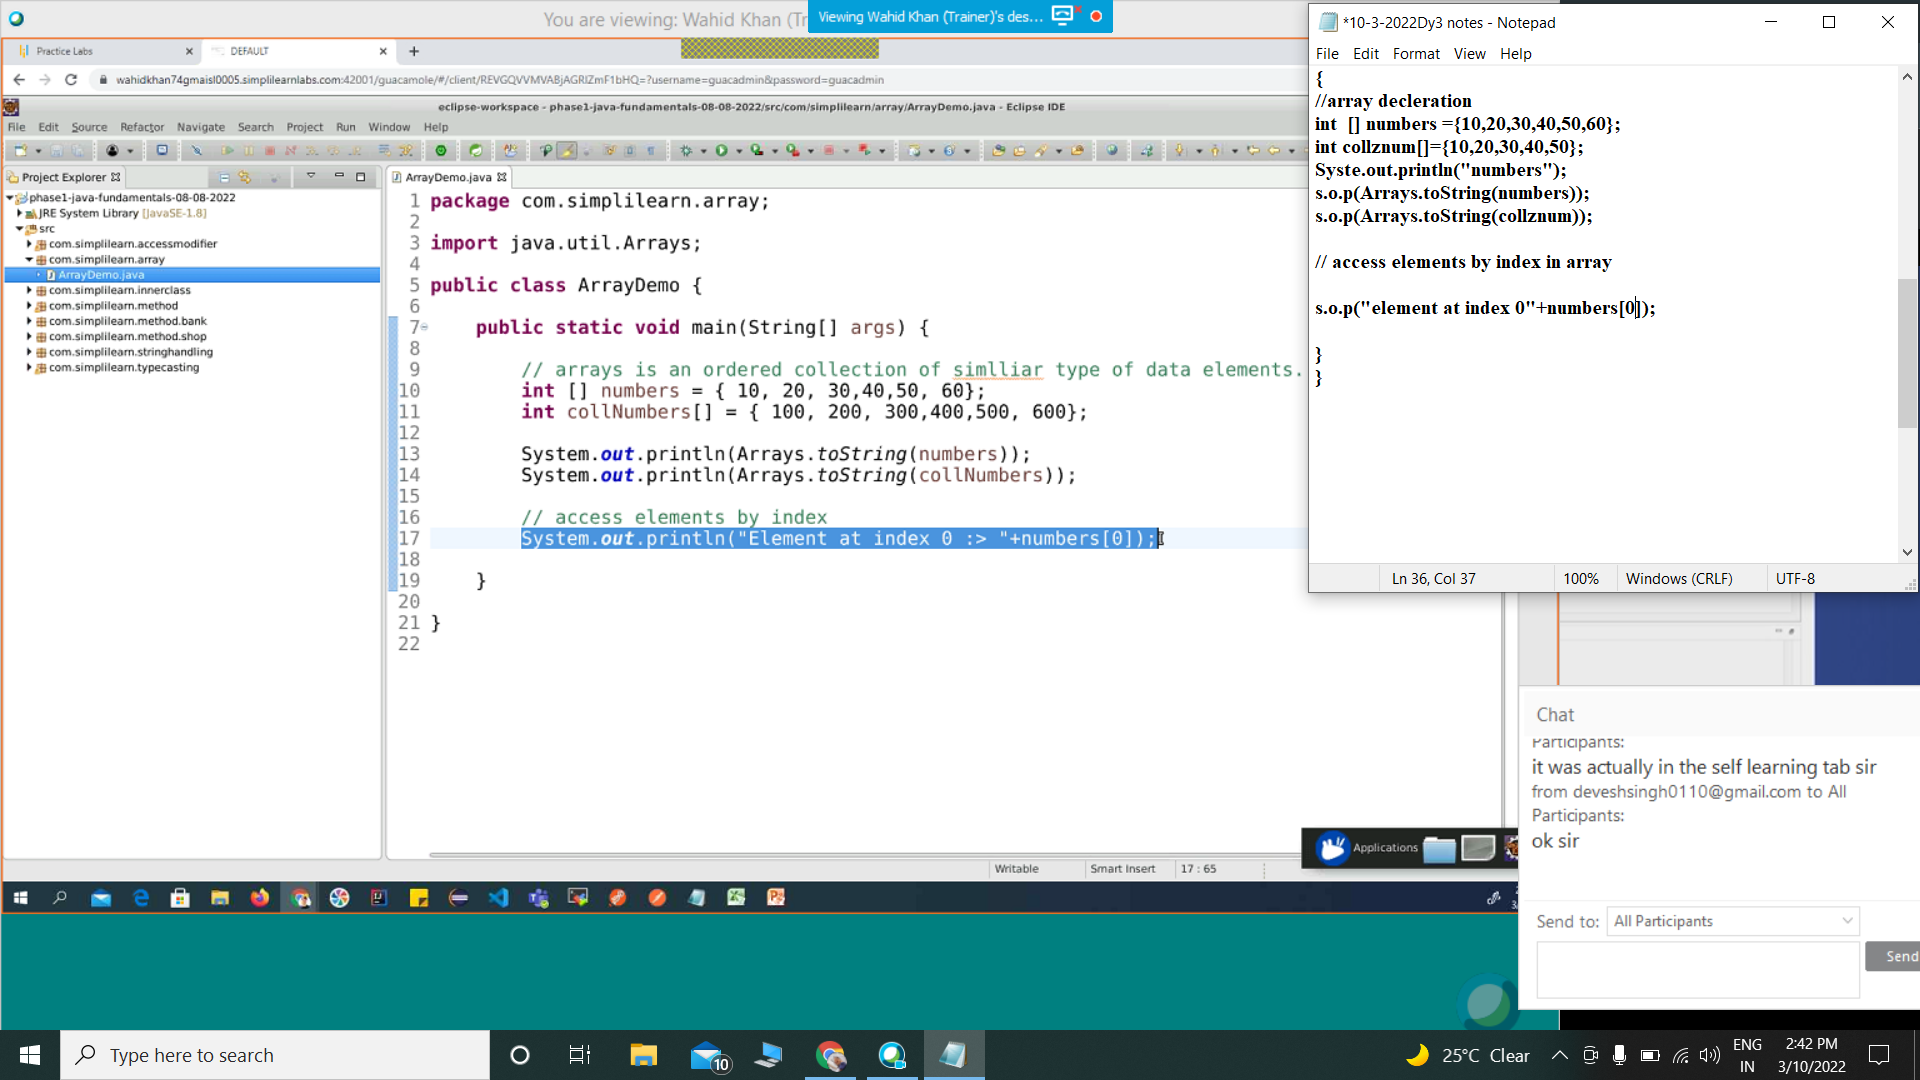 You are viewing: Wahid Khan (Tr
Viewing Wahid Khan (Trainer)'s des...
Practice Labs
DEFAULT
wahidkhan74gmaisl0005.simplilearnlabs.com:42001/guacamole/#/client/REVGQVVMVABjAGRlZmF1bHQ=?username=guacadmin&password=guacadmin
eclipse-workspace - phase1-java-fundamentals-08-08-2022/src/com/simplilearn/array/ArrayDemo.java - Eclipse IDE
File Edit Source Refactor Navigate Search Project Run Window Help
Project Explorer
phase1-java-fundamentals-08-08-2022
JRE System Library [JavaSE-1.8]
src
com.simplilearn.accessmodifier
com.simplilearn.array
ArrayDemo.java
com.simplilearn.innerclass
com.simplilearn.method
com.simplilearn.method.bank
com.simplilearn.method.shop
com.simplilearn.stringhandling
com.simplilearn.typecasting
ArrayDemo.java
1 package com.simplilearn.array;
2
3 import java.util.Arrays;
4
5 public class ArrayDemo {
6
7 public static void main(String[] args) {
8
9 // arrays is an ordered collection of simlliar type of data elements.
10 int [] numbers = { 10, 20, 30,40,50, 60};
11 int collNumbers[] = { 100, 200, 300,400,500, 600};
12
13 System.out.println(Arrays.toString(numbers));
14 System.out.println(Arrays.toString(collNumbers));
15
16 // access elements by index
17 System.out.println("Element at index 0 :> "+numbers[0]);
18
19 }
20
21 }
22
Writable
Smart Insert
17 : 65
Applications
*10-3-2022Dy3 notes - Notepad
File Edit Format View Help
{
//array decleration
int [] numbers ={10,20,30,40,50,60};
int collznum[]={10,20,30,40,50};
Syste.out.println("numbers");
s.o.p(Arrays.toString(numbers));
s.o.p(Arrays.toString(collznum));
// access elements by index in array
s.o.p("element at index 0"+numbers[0]);
}
}
Ln 36, Col 37
100%
Windows (CRLF)
UTF-8
Chat
Participants:
it was actually in the self learning tab sir
from deveshsingh0110@gmail.com to All
Participants:
ok sir
Send to:
All Participants
Send
Type here to search
10
25°C Clear
ENG
IN
2:42 PM
3/10/2022